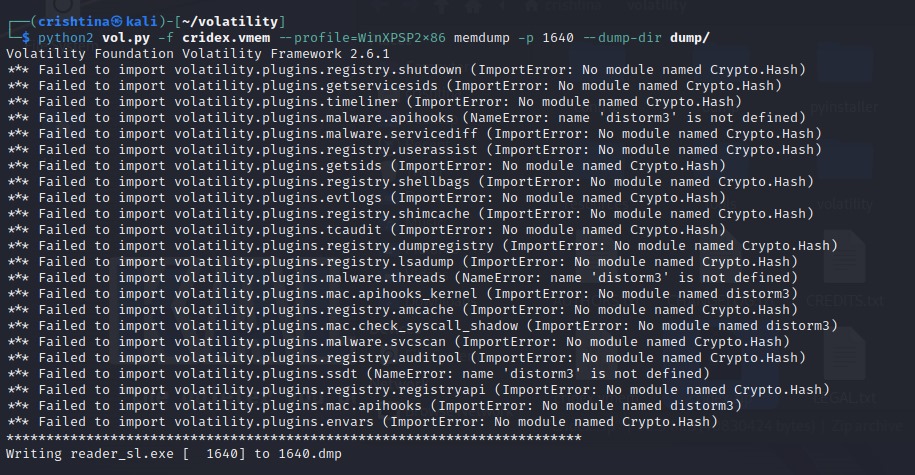 crishtina volatility
┌──(crishtina㉿kali)-[~/volatility]
└─$ python2 vol.py -f cridex.vmem --profile=WinXPSP2×86 memdump -p 1640 --dump-dir dump/
Volatility Foundation Volatility Framework 2.6.1
*** Failed to import volatility.plugins.registry.shutdown (ImportError: No module named Crypto.Hash)
*** Failed to import volatility.plugins.getservicesids (ImportError: No module named Crypto.Hash)
*** Failed to import volatility.plugins.timeliner (ImportError: No module named Crypto.Hash)
*** Failed to import volatility.plugins.malware.apihooks (NameError: name 'distorm3' is not defined)
*** Failed to import volatility.plugins.malware.servicediff (ImportError: No module named Crypto.Hash)
*** Failed to import volatility.plugins.registry.userassist (ImportError: No module named Crypto.Hash)
*** Failed to import volatility.plugins.getsids (ImportError: No module named Crypto.Hash)
*** Failed to import volatility.plugins.registry.shellbags (ImportError: No module named Crypto.Hash)
*** Failed to import volatility.plugins.evtlogs (ImportError: No module named Crypto.Hash)
*** Failed to import volatility.plugins.registry.shimcache (ImportError: No module named Crypto.Hash)
*** Failed to import volatility.plugins.tcaudit (ImportError: No module named Crypto.Hash)
*** Failed to import volatility.plugins.registry.dumpregistry (ImportError: No module named Crypto.Hash)
*** Failed to import volatility.plugins.registry.lsadump (ImportError: No module named Crypto.Hash)
*** Failed to import volatility.plugins.malware.threads (NameError: name 'distorm3' is not defined)
*** Failed to import volatility.plugins.mac.apihooks_kernel (ImportError: No module named distorm3)
*** Failed to import volatility.plugins.registry.amcache (ImportError: No module named Crypto.Hash)
*** Failed to import volatility.plugins.mac.check_syscall_shadow (ImportError: No module named distorm3)
*** Failed to import volatility.plugins.malware.svcscan (ImportError: No module named Crypto.Hash)
*** Failed to import volatility.plugins.registry.auditpol (ImportError: No module named Crypto.Hash)
*** Failed to import volatility.plugins.ssdt (NameError: name 'distorm3' is not defined)
*** Failed to import volatility.plugins.registry.registryapi (ImportError: No module named Crypto.Hash)
*** Failed to import volatility.plugins.mac.apihooks (ImportError: No module named distorm3)
*** Failed to import volatility.plugins.envars (ImportError: No module named Crypto.Hash)
************************************************************************
Writing reader_sl.exe [  1640] to 1640.dmp
pyinstaller
volatility
CREDITS.txt